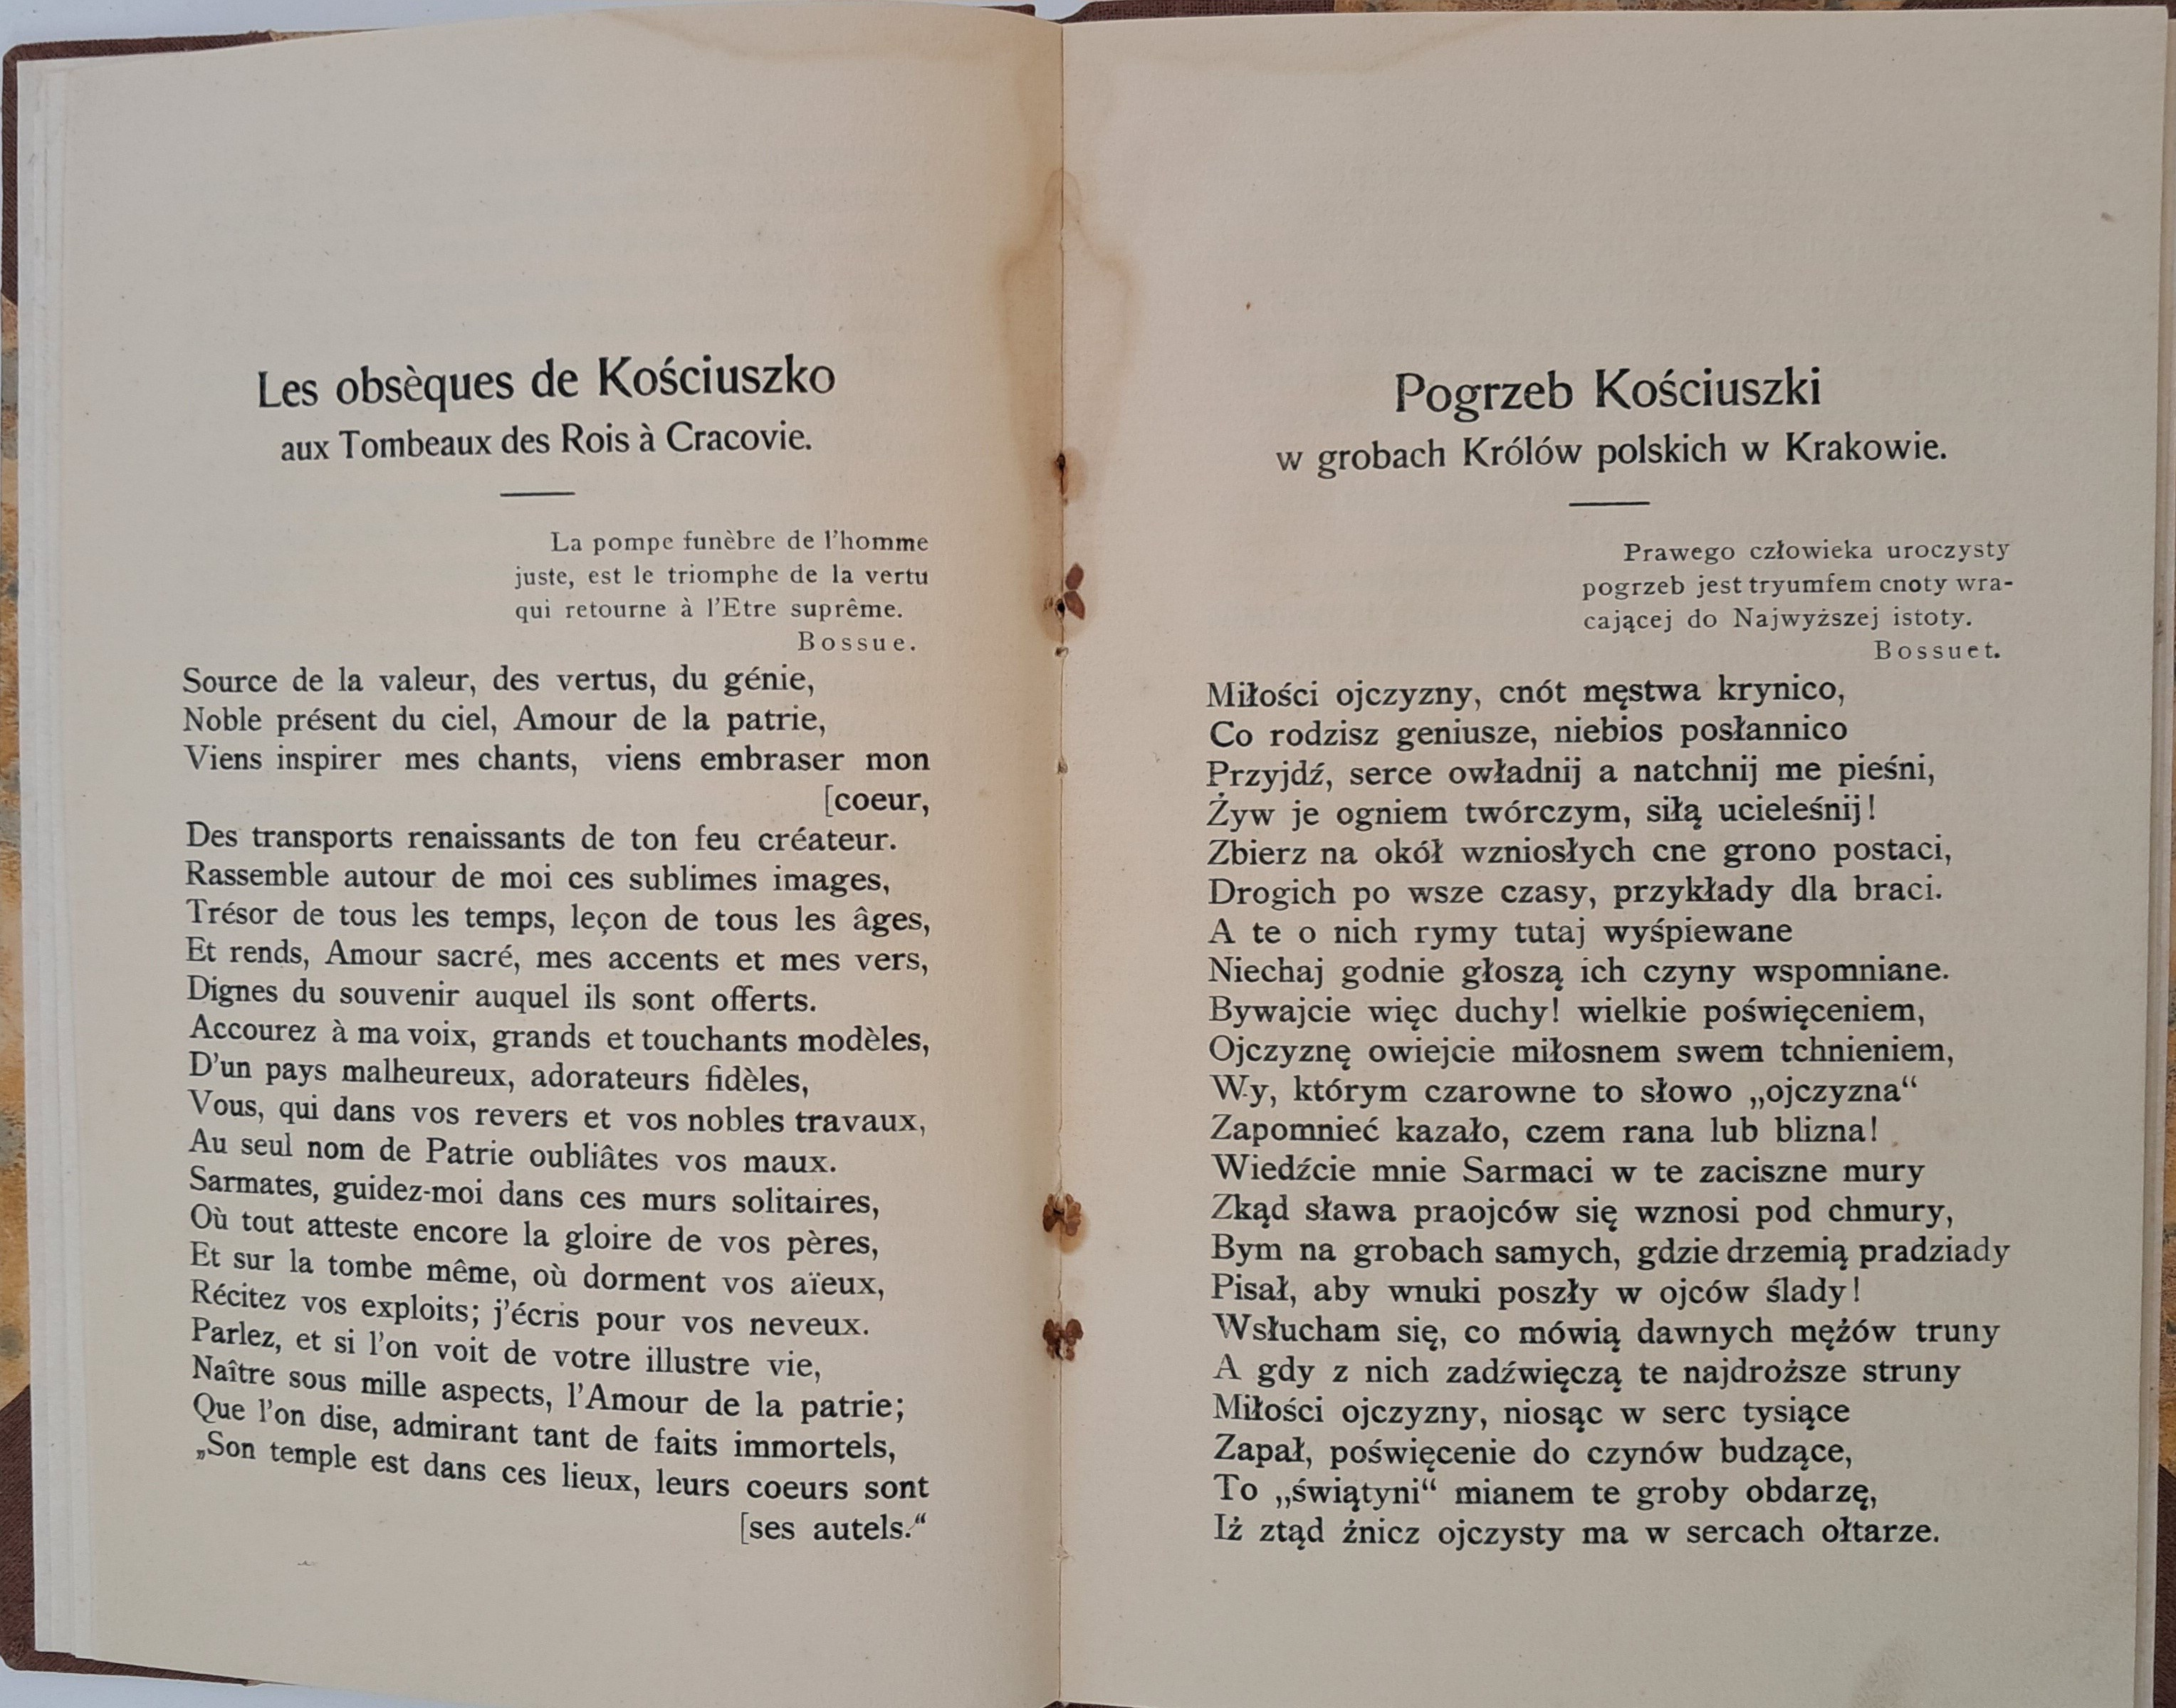 Les obsèques de Kościuszko
aux Tombeaux des Rois à Cracovie.
La pompe funèbre de l'homme
juste, est le triomphe de la vertu
qui retourne à l'Etre suprême.
Bossue.
Source de la valeur, des vertus, du génie,
Noble présent du ciel, Amour de la patrie,
Viens inspirer mes chants, viens embraser mon
[coeur,
Des transports renaissants de ton feu créateur.
Rassemble autour de moi ces sublimes images,
Trésor de tous les temps, leçon de tous les âges,
Et rends, Amour sacré, mes accents et mes vers,
Dignes du souvenir auquel ils sont offerts.
Accourez à ma voix, grands et touchants modèles,
D'un pays malheureux, adorateurs fidèles,
Vous, qui dans vos revers et vos nobles travaux,
Au seul nom de Patrie oubliâtes vos maux.
Sarmates, guidez-moi dans ces murs solitaires,
Où tout atteste encore la gloire de vos pères,
Et sur la tombe même, où dorment vos aïeux,
Récitez vos exploits; j'écris pour vos neveux.
Parlez, et si l'on voit de votre illustre vie,
Naître sous mille aspects, l'Amour de la patrie;
Que l'on dise, admirant tant de faits immortels,
„Son temple est dans ces lieux, leurs coeurs sont
[ses autels.“
Pogrzeb Kościuszki
w grobach Królów polskich w Krakowie.
Prawego człowieka uroczysty
pogrzeb jest tryumfem cnoty wra-
cającej do Najwyższej istoty.
Bossuet.
Miłości ojczyzny, cnót męstwa krynico,
Co rodzisz geniusze, niebios posłannico
Przyjdź, serce owładnij a natchnij me pieśni,
Żyw je ogniem twórczym, siłą ucieleśnij!
Zbierz na okół wzniosłych cne grono postaci,
Drogich po wsze czasy, przykłady dla braci.
A te o nich rymy tutaj wyśpiewane
Niechaj godnie głoszą ich czyny wspomniane.
Bywajcie więc duchy! wielkie poświęceniem,
Ojczyznę owiejcie miłosnem swem tchnieniem,
Wy, którym czarowne to słowo „ojczyzna“
Zapomnieć kazało, czem rana lub blizna!
Wiedźcie mnie Sarmaci w te zaciszne mury
Zkąd sława praojców się wznosi pod chmury,
Bym na grobach samych, gdzie drzemią pradziady
Pisał, aby wnuki poszły w ojców ślady!
Wsłucham się, co mówią dawnych mężów truny
A gdy z nich zadźwięczą te najdroższe struny
Miłości ojczyzny, niosąc w serc tysiące
Zapał, poświęcenie do czynów budzące,
To „świątyni“ mianem te groby obdarzę,
Iż ztąd źnicz ojczysty ma w sercach ołtarze.